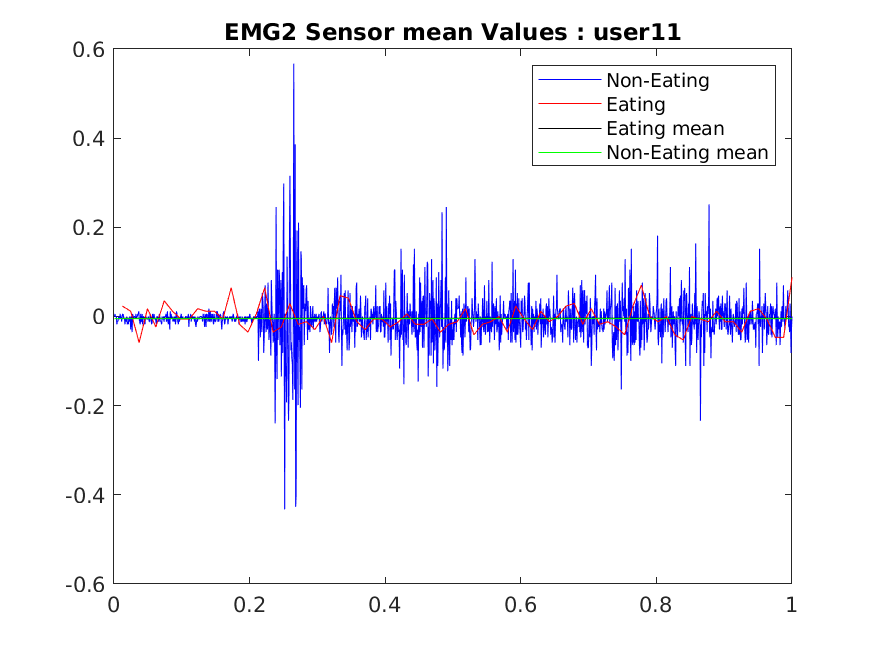 EMG2 Sensor mean Values : user11
Non-Eating
Eating
Eating mean
Non-Eating mean
0.6
0.4
0.2
0
-0.2
-0.4
-0.6
0 0.2 0.4 0.6 0.8 1